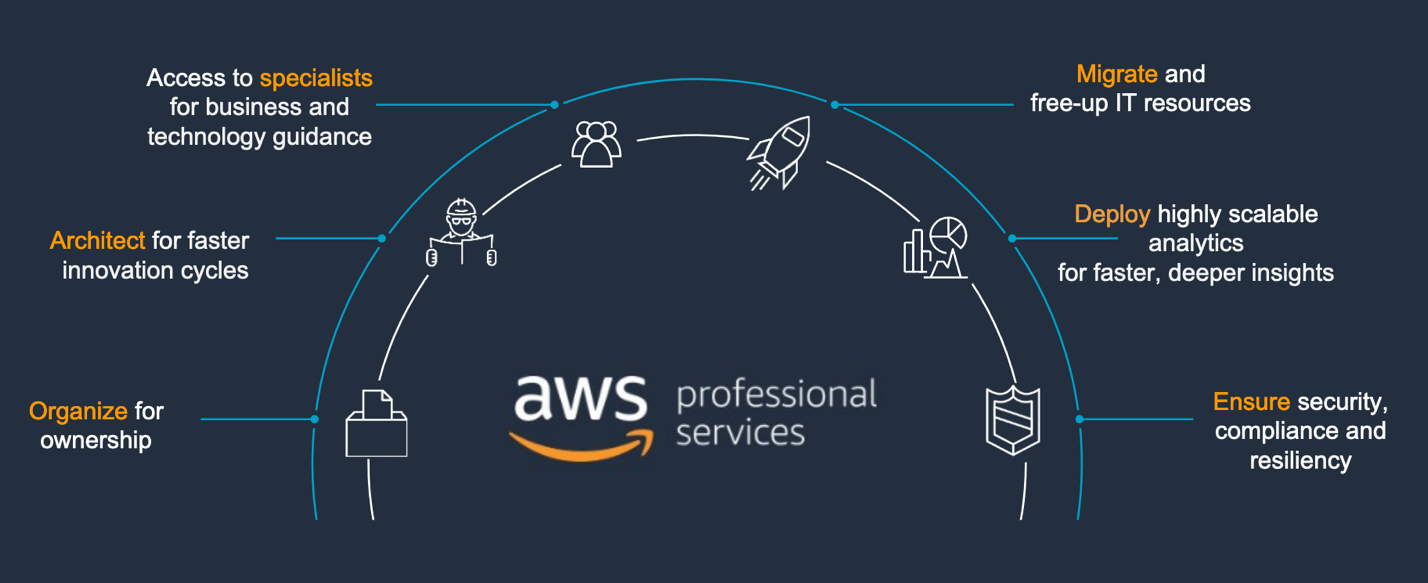 Access to specialists
for business and
technology guidance
Architect for faster
innovation cycles
Organize for
ownership
Migrate and
free-up IT resources
Deploy highly scalable
analytics
for faster, deeper insights
Ensure security,
compliance and
resiliency
aws professional
services